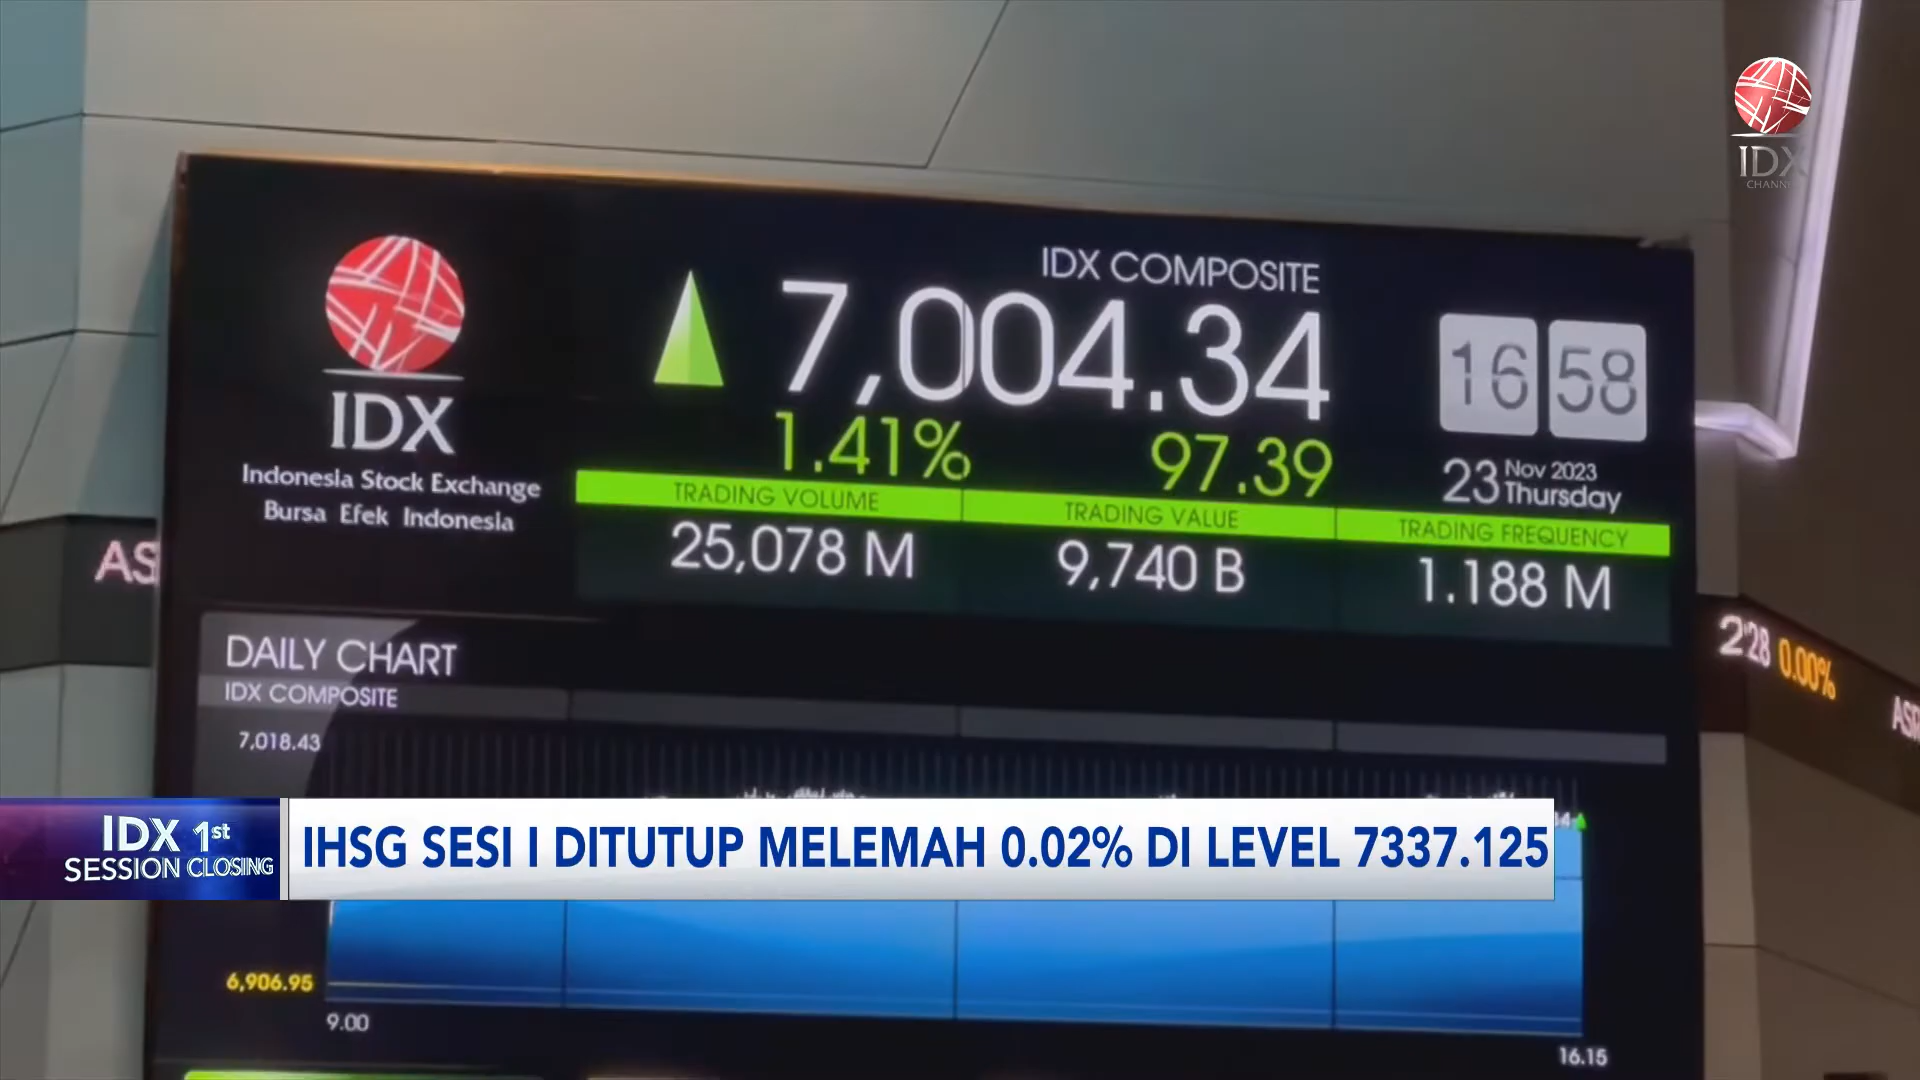 IDX
CHANNEL
IDX COMPOSITE
7,004.34
1.41% 97.39
16 58
23 Nov 2023
Thursday
IDX
Indonesia Stock Exchange
Bursa Efek Indonesia
TRADING VOLUME TRADING VALUE TRADING FREQUENCY
25,078 M 9,740 B 1.188 M
AS
2'28 0.00%
DAILY CHART
IDX COMPOSITE
7,018.43
IDX 1st
SESSION CLOSING
IHSG SESI I DITUTUP MELEMAH 0.02% DI LEVEL 7337.125
6,906.95
9.00
16.15